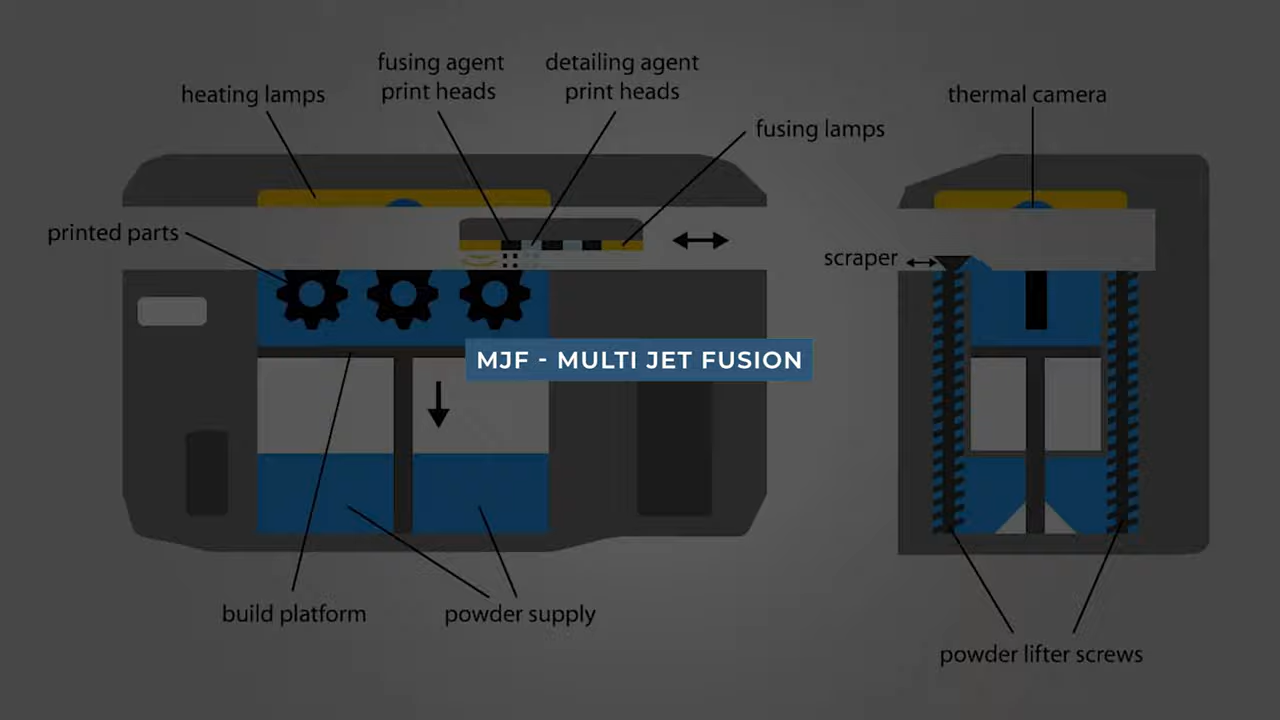 fusing agent
print heads
detailing agent
print heads
heating lamps
thermal camera
fusing lamps
printed parts
scraper
MJF - MULTI JET FUSION
build platform
powder supply
powder lifter screws